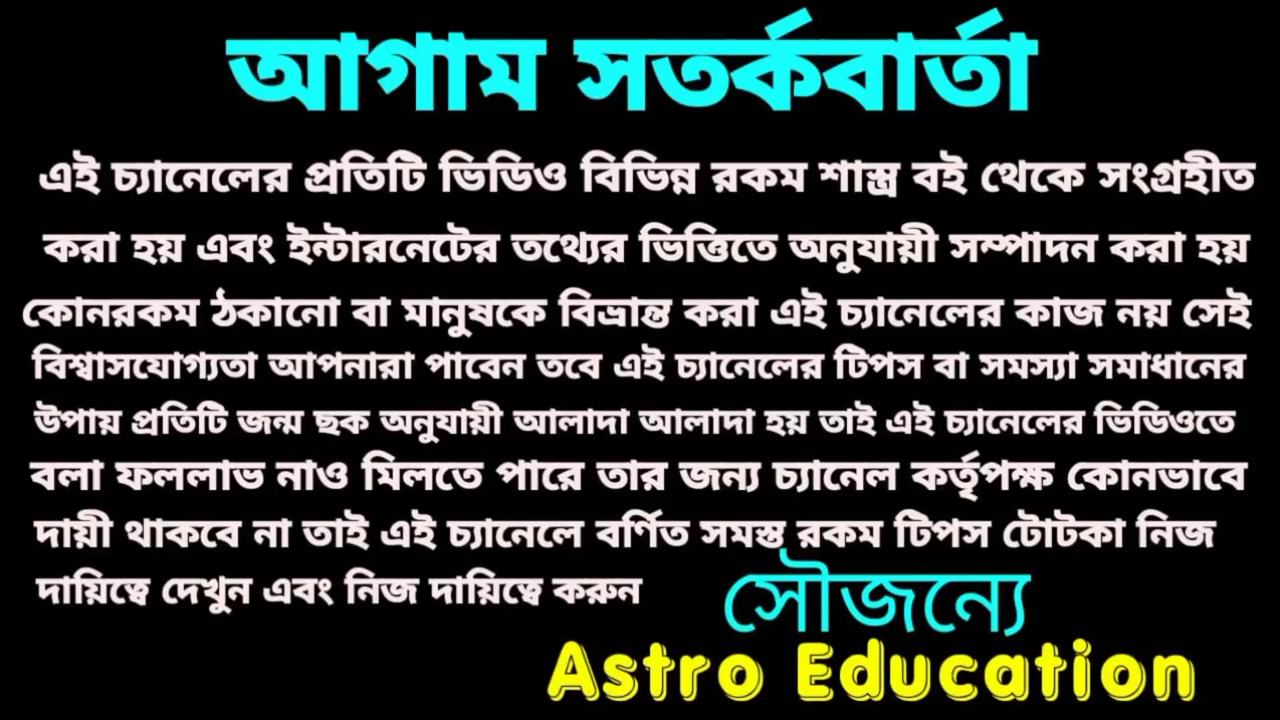 আগাম সতর্কবার্তা
এই চ্যানেলের প্রতিটি ভিডিও বিভিন্ন রকম শাস্ত্র বই থেকে সংগ্রহীত
করা হয় এবং ইন্টারনেটের তথ্যের ভিত্তিতে অনুযায়ী সম্পাদন করা হয়
কোনরকম ঠকানো বা মানুষকে বিভ্রান্ত করা এই চ্যানেলের কাজ নয় সেই
বিশ্বাসযোগ্যতা আপনারা পাবেন তবে এই চ্যানেলের টিপস বা সমস্যা সমাধানের
উপায় প্রতিটি জন্ম ছক অনুযায়ী আলাদা আলাদা হয় তাই এই চ্যানেলের ভিডিওতে
বলা ফললাভ নাও মিলতে পারে তার জন্য চ্যানেল কর্তৃপক্ষ কোনভাবে
দায়ী থাকবে না তাই এই চ্যানেলে বর্ণিত সমস্ত রকম টিপস টোটকা নিজ
দায়িত্বে দেখুন এবং নিজ দায়িত্বে করুন
সৌজন্যে
Astro Education